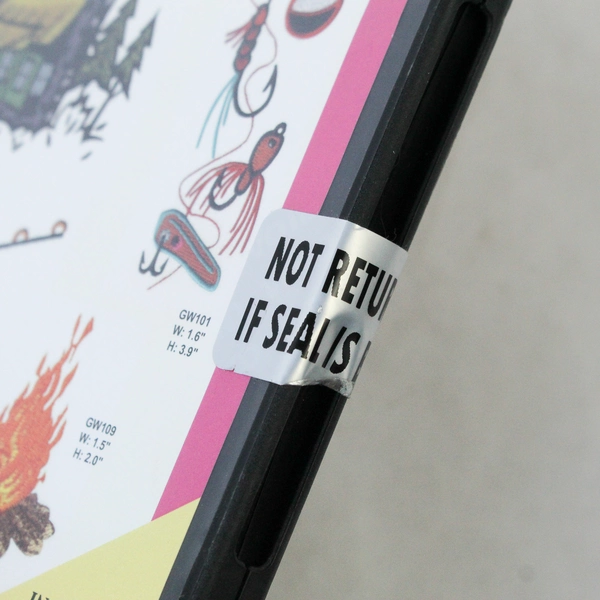 NOT RETU
IF SEAL IS
GW101
W: 1.6"
H: 3.9"
GW109
W: 1.5"
H: 2.0"